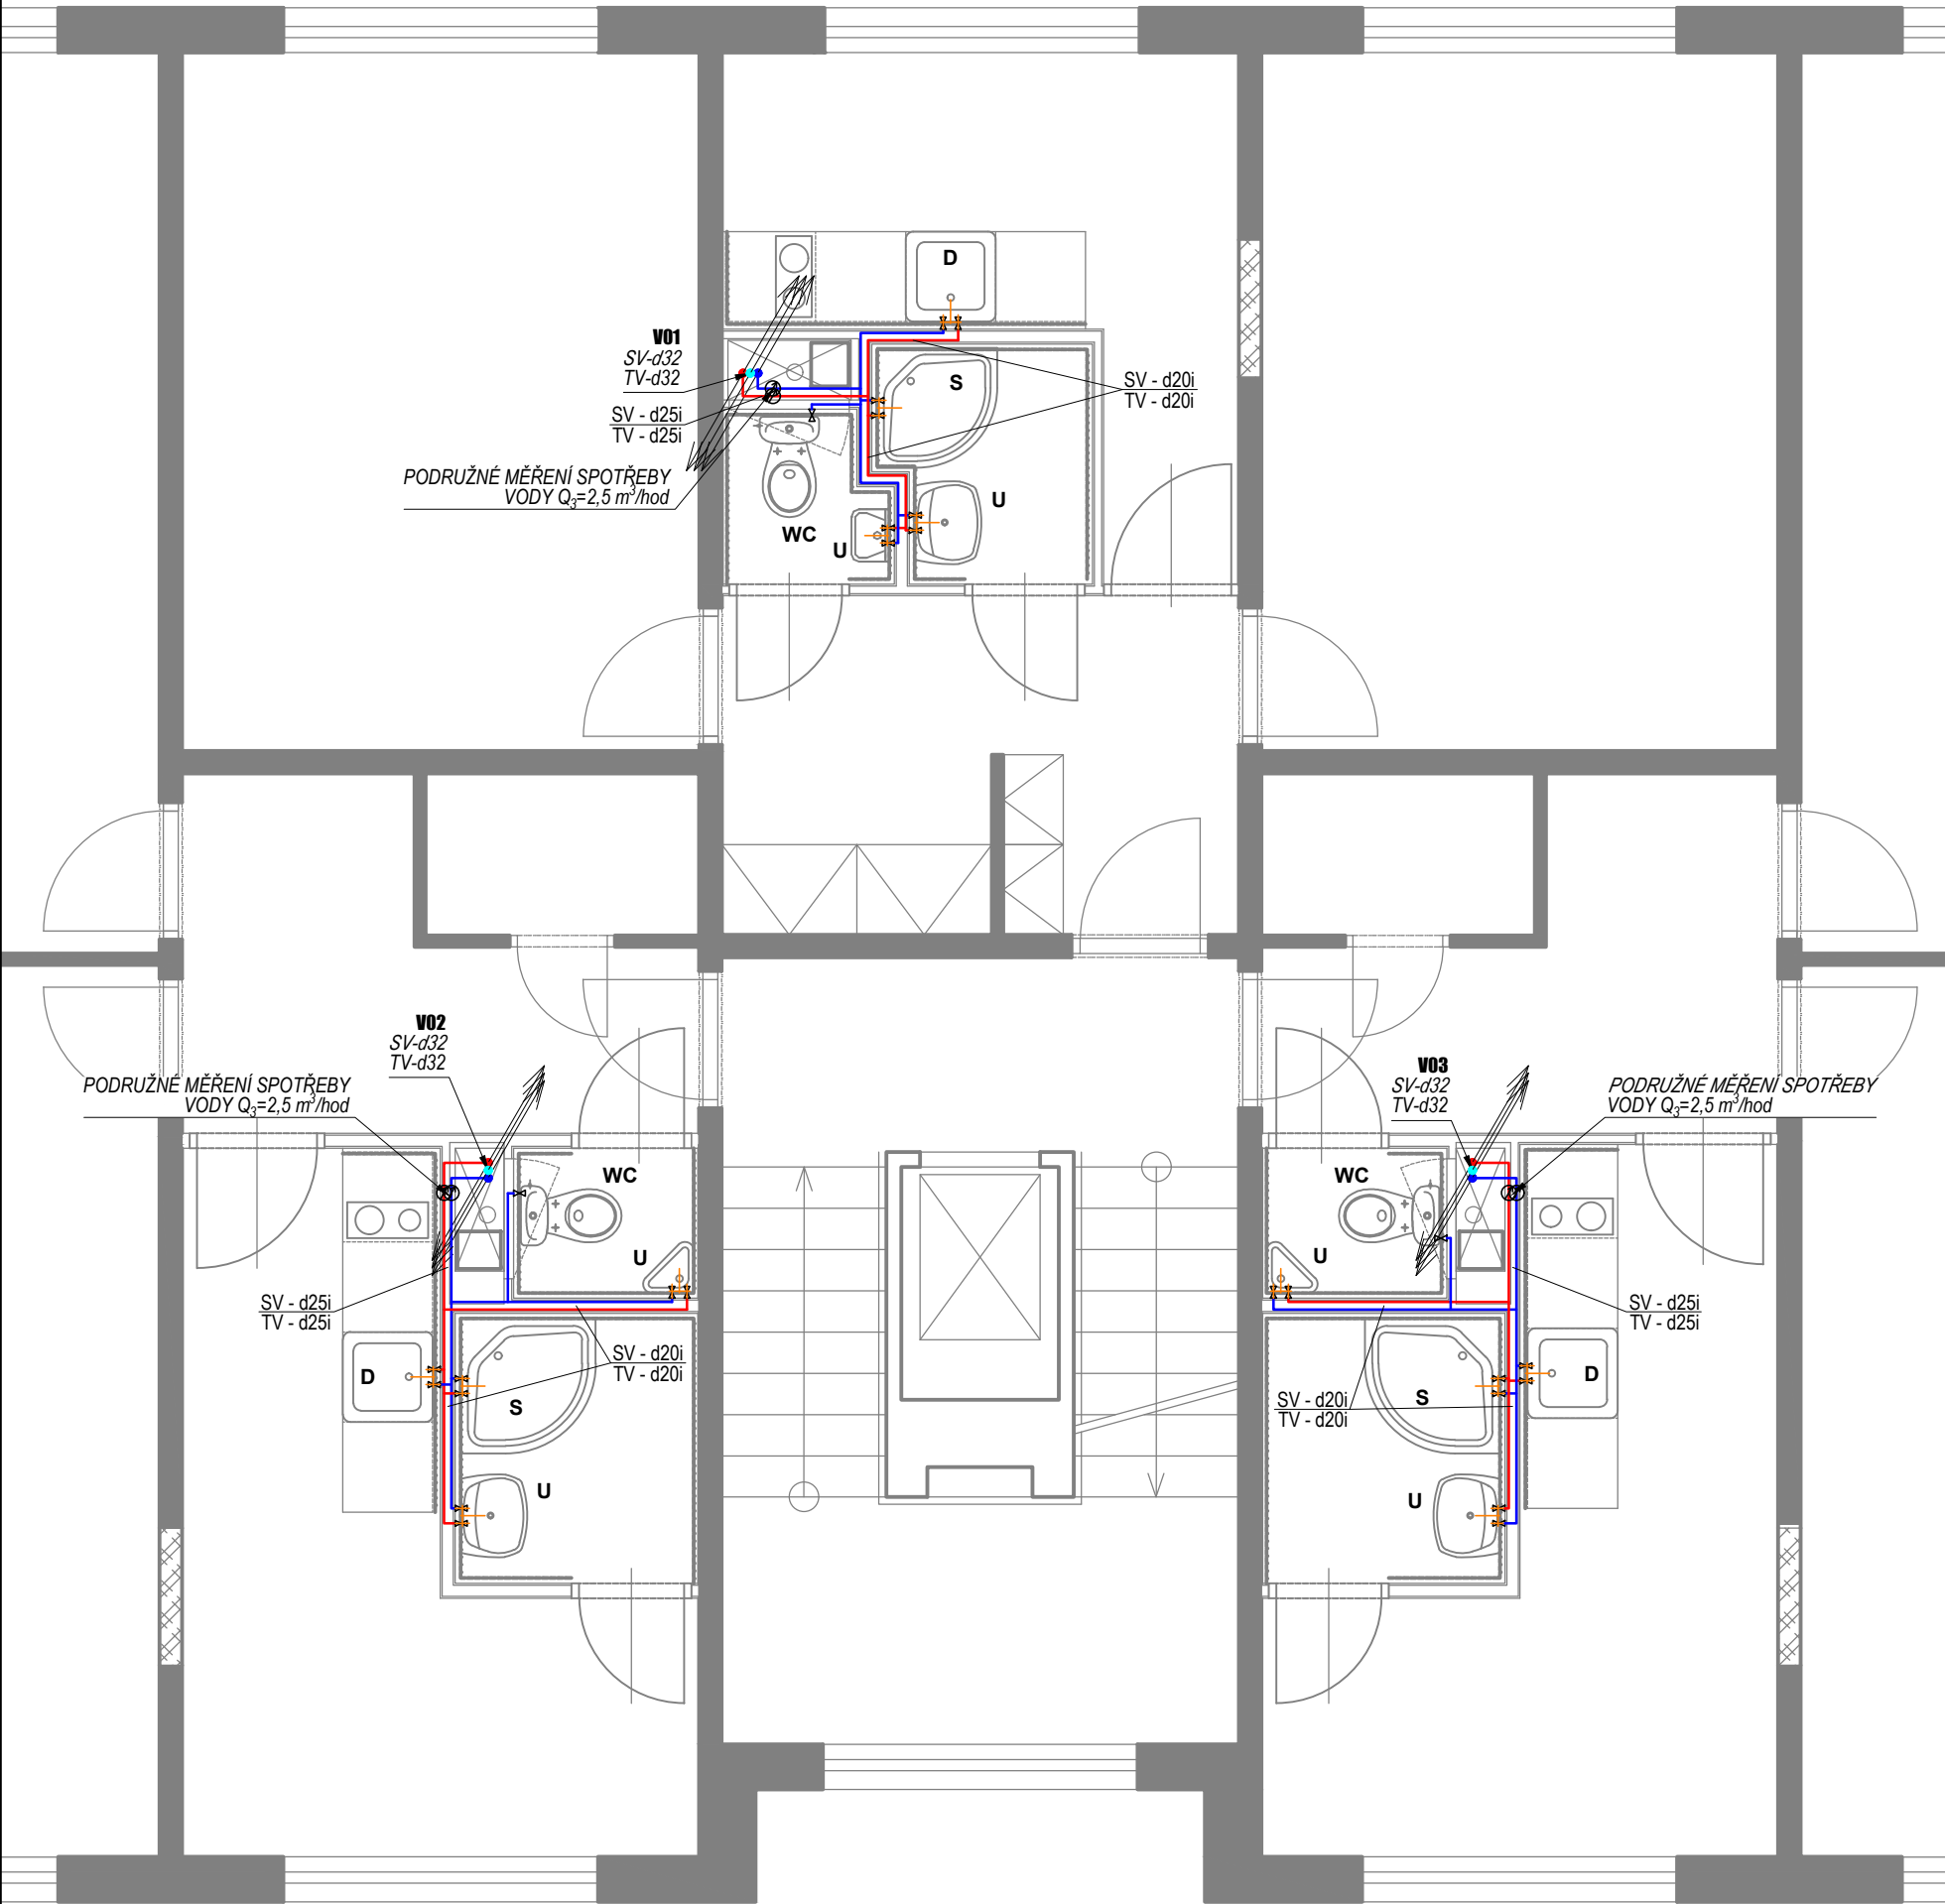 D
V01
SV-d32
TV-d32
SV - d25i
TV - d25i
S
SV - d20i
TV - d20i
PODRUŽNÉ MĚŘENÍ SPOTŘEBY
VODY Q₃=2,5 m³/hod
U
WC
U
V02
SV-d32
TV-d32
PODRUŽNÉ MĚŘENÍ SPOTŘEBY
VODY Q₃=2,5 m³/hod
WC
U
SV - d25i
TV - d25i
SV - d20i
TV - d20i
D
S
U
V03
SV-d32
TV-d32
PODRUŽNÉ MĚŘENÍ SPOTŘEBY
VODY Q₃=2,5 m³/hod
WC
U
SV - d25i
TV - d25i
SV - d20i
TV - d20i
S
D
U